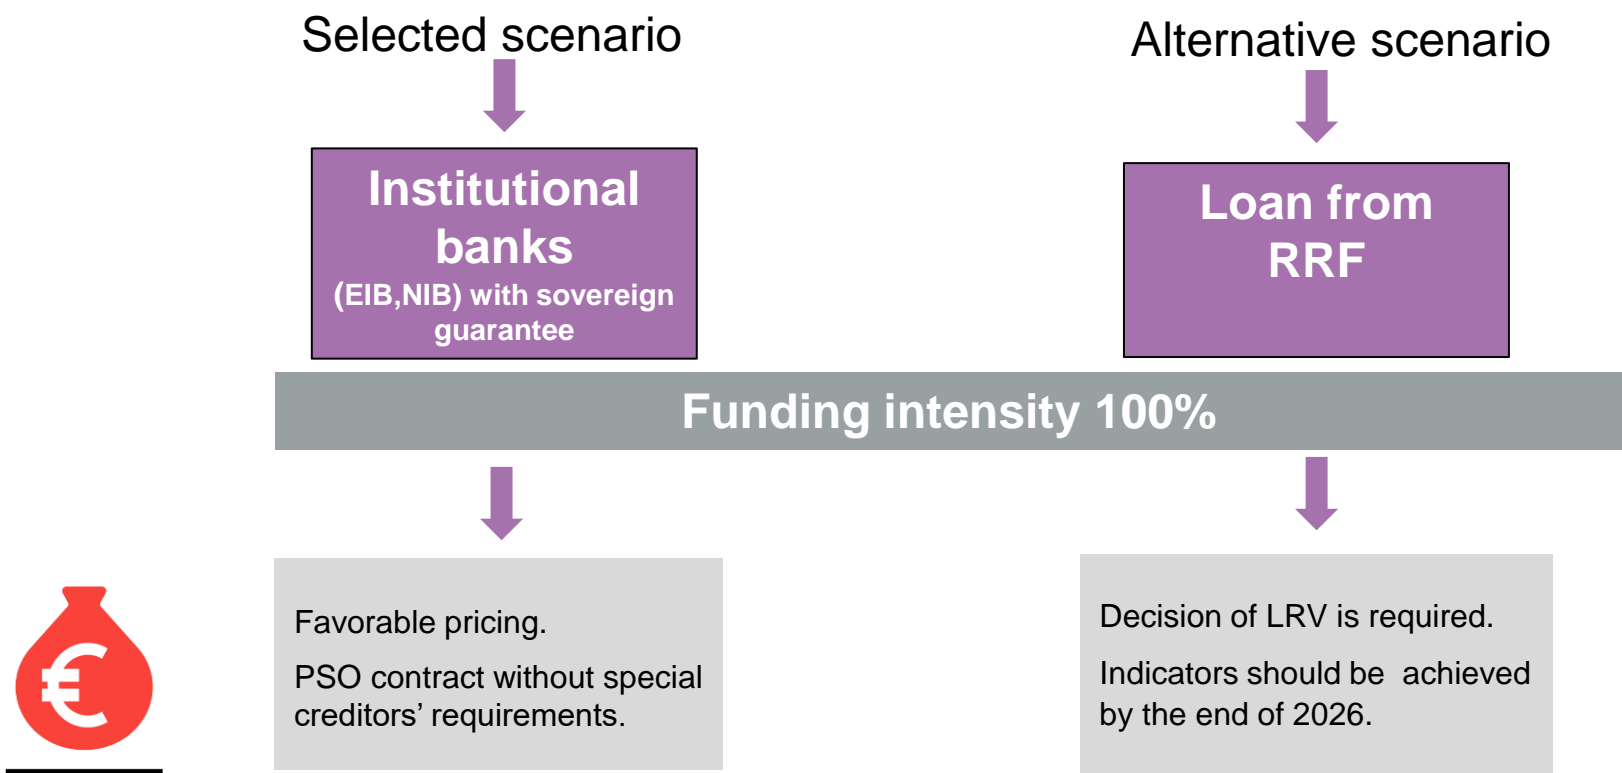 Selected scenario
Alternative scenario
Institutional
banks
(EIB,NIB) with sovereign
guarantee
Loan from
RRF
Funding intensity 100%
Favorable pricing.
PSO contract without special
creditors’ requirements.
Decision of LRV is required.
Indicators should be  achieved
by the end of 2026.
€